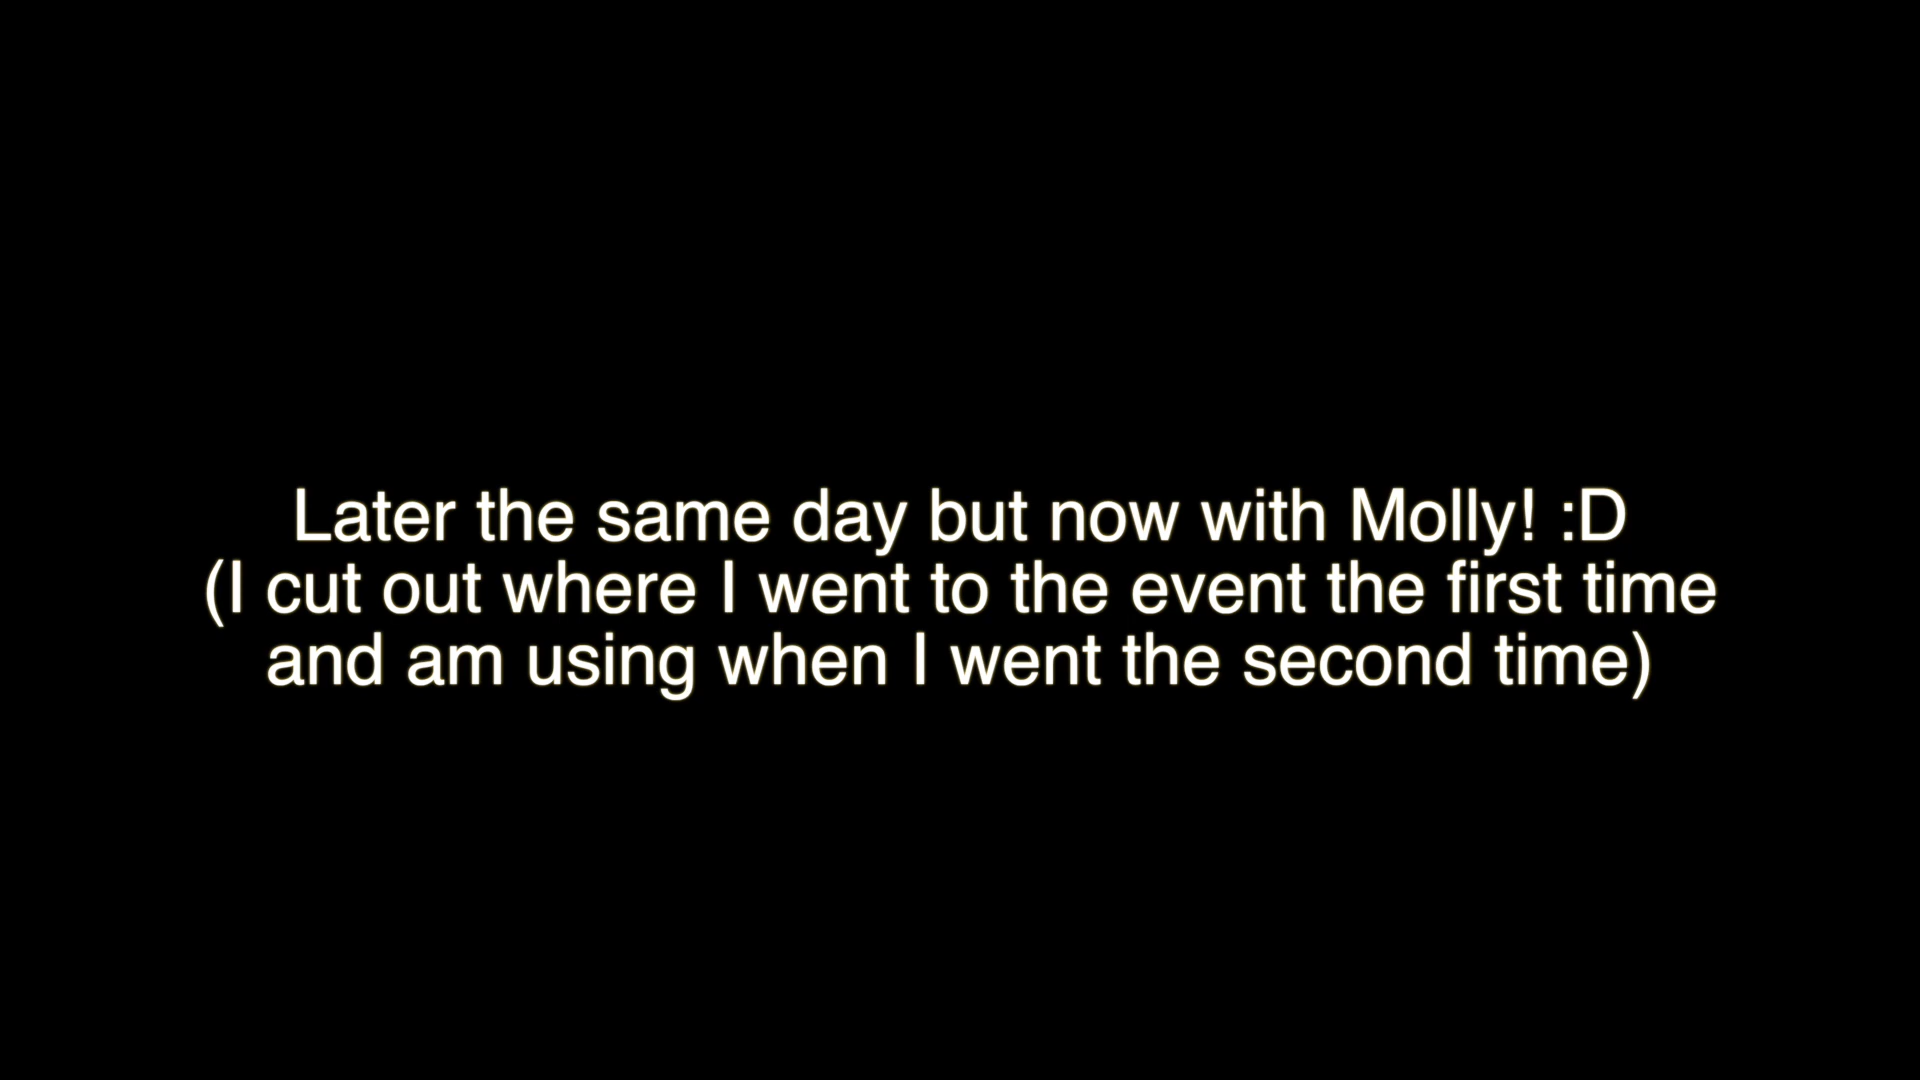 Later the same day but now with Molly! :D
(I cut out where I went to the event the first time
and am using when I went the second time)